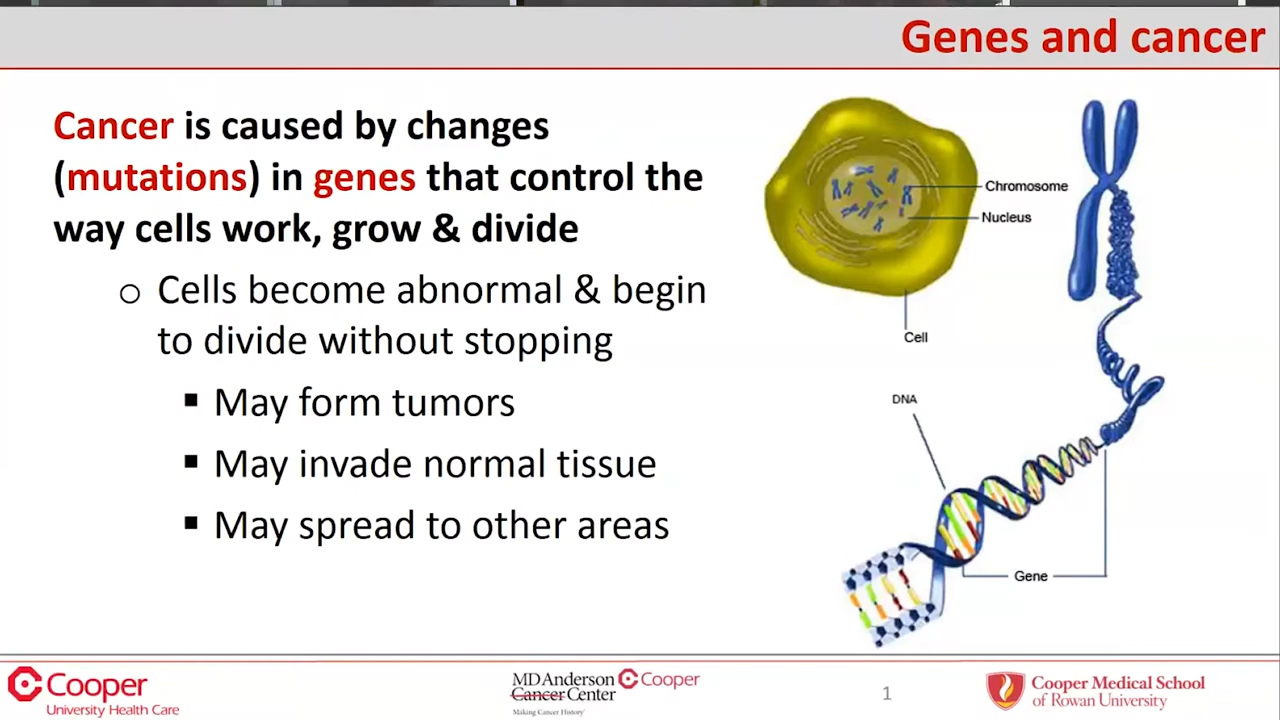 Genes and cancer
Cancer is caused by changes
(mutations) in genes that control the
way cells work, grow & divide
o Cells become abnormal & begin
to divide without stopping
▪ May form tumors
▪ May invade normal tissue
▪ May spread to other areas
Chromosome
Nucleus
Cell
DNA
Gene
Cooper
University Health Care
MD Anderson Cooper
Cancer Center
Making Cancer History®
1
Cooper Medical School
of Rowan University